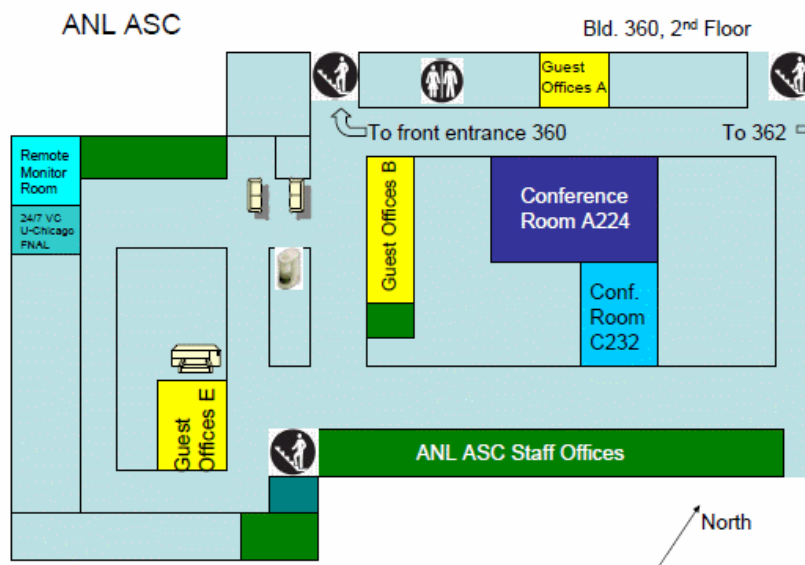 ANL ASC
Bld. 360, 2nd Floor
Guest
Offices A
To front entrance 360
To 362
Remote
Monitor
Room
24/7 VC
U-Chicago
FNAL
Guest Offices B
Conference
Room A224
Conf.
Room
C232
Guest
Offices E
ANL ASC Staff Offices
North